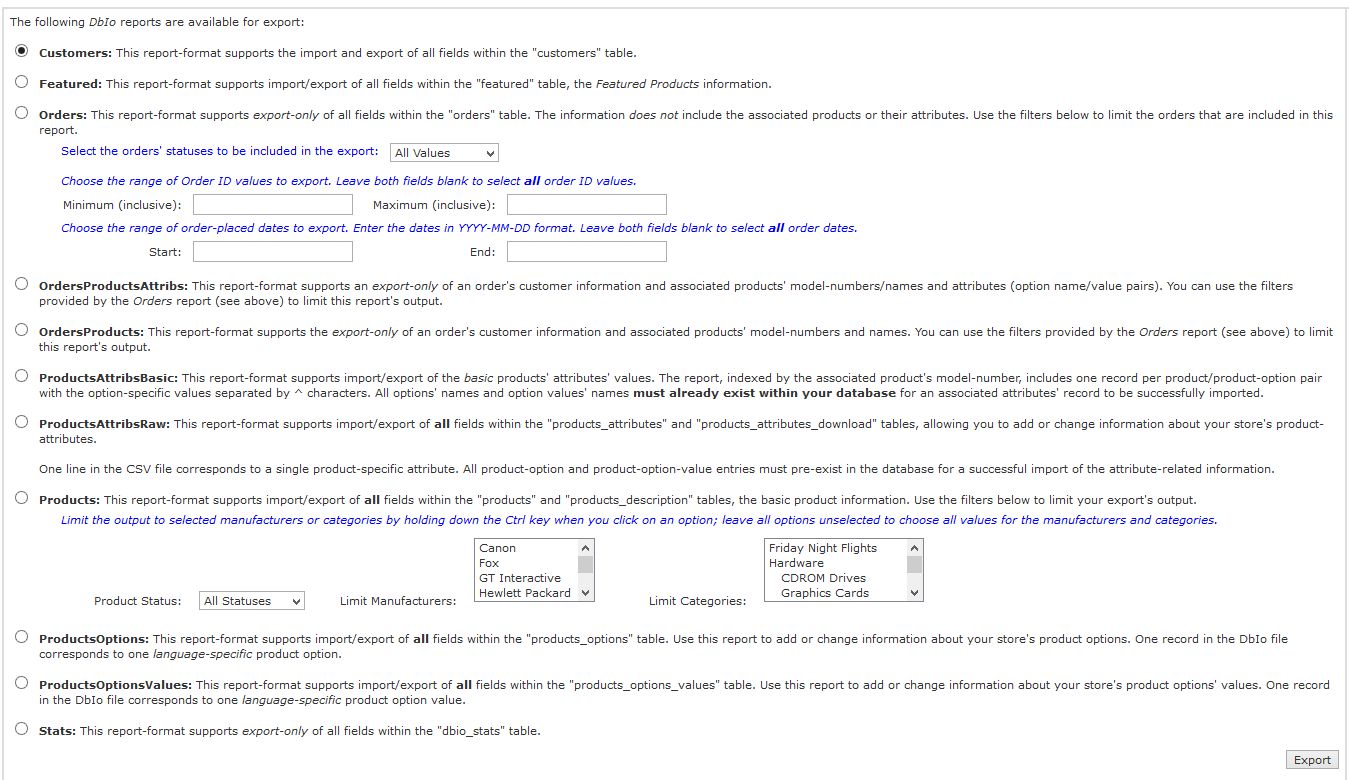 The following DbIo reports are available for export:
Customers: This report-format supports the import and export of all fields within the "customers" table.
Featured: This report-format supports import/export of all fields within the "featured" table, the Featured Products information.
Orders: This report-format supports export-only of all fields within the "orders" table. The information does not include the associated products or their attributes. Use the filters below to limit the orders that are included in this
report.
Select the orders' statuses to be included in the export: All Values
Choose the range of Order ID values to export. Leave both fields blank to select all order ID values.
Minimum (inclusive): Maximum (inclusive):
Choose the range of order-placed dates to export. Enter the dates in YYYY-MM-DD format. Leave both fields blank to select all order dates.
Start: End:
OrdersProductsAttribs: This report-format supports an export-only of an order's customer information and associated products' model-numbers/names and attributes (option name/value pairs). You can use the filters
provided by the Orders report (see above) to limit this report's output.
OrdersProducts: This report-format supports the export-only of an order's customer information and associated products' model-numbers and names. You can use the filters provided by the Orders report (see above) to limit
this report's output.
ProductsAttribsBasic: This report-format supports import/export of the basic products' attributes' values. The report, indexed by the associated product's model-number, includes one record per product/product-option pair
with the option-specific values separated by ^ characters. All options' names and option values' names must already exist within your database for an associated attributes' record to be successfully imported.
ProductsAttribsRaw: This report-format supports import/export of all fields within the "products_attributes" and "products_attributes_download" tables, allowing you to add or change information about your store's product-
attributes.
One line in the CSV file corresponds to a single product-specific attribute. All product-option and product-option-value entries must pre-exist in the database for a successful import of the attribute-related information.
Products: This report-format supports import/export of all fields within the "products" and "products_description" tables, the basic product information. Use the filters below to limit your export's output.
Limit the output to selected manufacturers or categories by holding down the Ctrl key when you click on an option; leave all options unselected to choose all values for the manufacturers and categories.
Product Status: All Statuses
Limit Manufacturers:
Canon
Fox
GT Interactive
Hewlett Packard
Limit Categories:
Friday Night Flights
Hardware
CDROM Drives
Graphics Cards
ProductsOptions: This report-format supports import/export of all fields within the "products_options" table. Use this report to add or change information about your store's product options. One record in the DbIo file
corresponds to one language-specific product option.
ProductsOptionsValues: This report-format supports import/export of all fields within the "products_options_values" table. Use this report to add or change information about your store's product options' values. One record
in the DbIo file corresponds to one language-specific product option value.
Stats: This report-format supports export-only of all fields within the "dbio_stats" table.
Export